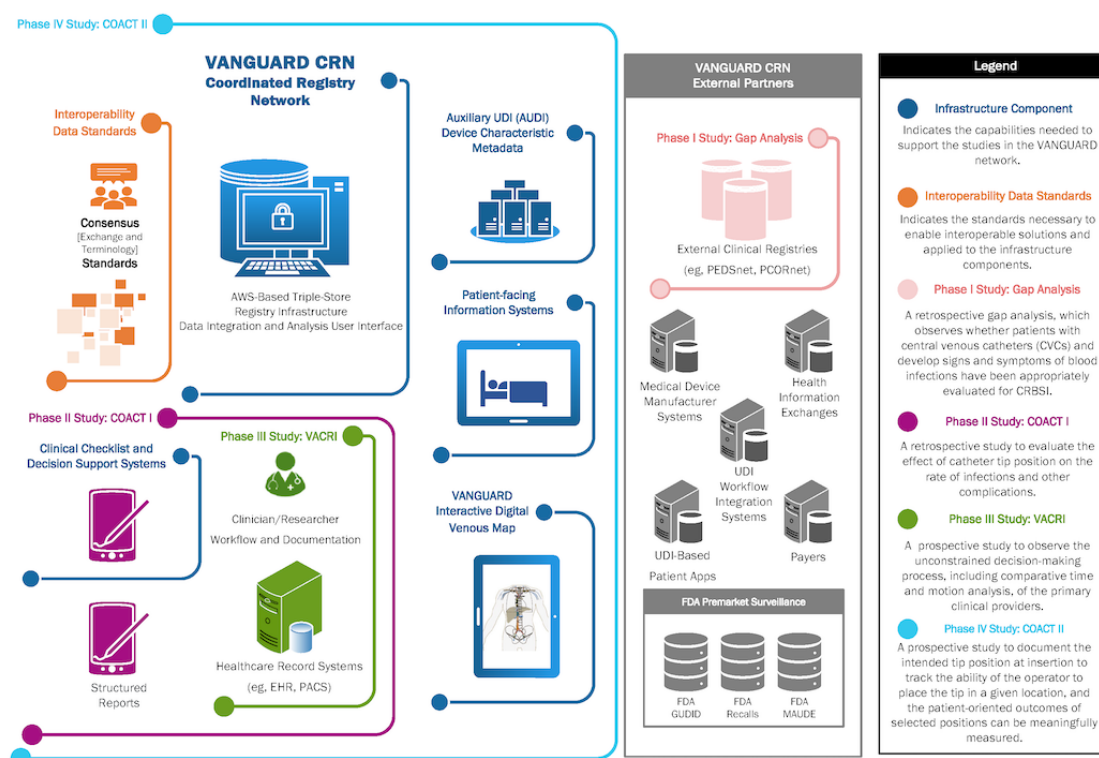 Phase IV Study: COACT II
VANGUARD CRN
Coordinated Registry
Network
Interoperability
Data Standards
Consensus
[Exchange and
Terminology]
Standards
AWS-Based Triple-Store
Registry Infrastructure
Data Integration and Analysis User Interface
Auxiliary UDI (AUDI)
Device Characteristic
Metadata
Patient-facing
Information Systems
Phase II Study: COACT I
Clinical Checklist and
Decision Support Systems
Structured
Reports
Phase III Study: VACRI
Clinician/Researcher
Workflow and Documentation
Healthcare Record Systems
(eg, EHR, PACS)
VANGUARD
Interactive Digital
Venous Map
VANGUARD CRN
External Partners
Phase I Study: Gap Analysis
External Clinical Registries
(eg, PEDSnet, PCORnet)
Medical Device
Manufacturer
Systems
Health
Information
Exchanges
UDI
Workflow
Integration
Systems
UDI-Based
Patient Apps
Payers
FDA Premarket Surveillance
FDA
GUDID
FDA
Recalls
FDA
MAUDE
Legend
Infrastructure Component
Indicates the capabilities needed to
support the studies in the VANGUARD
network.
Interoperability Data Standards
Indicates the standards necessary to
enable interoperable solutions and
applied to the infrastructure
components.
Phase I Study: Gap Analysis
A retrospective gap analysis, which
observes whether patients with
central venous catheters (CVCs) and
develop signs and symptoms of blood
infections have been appropriately
evaluated for CRBSI.
Phase II Study: COACT I
A retrospective study to evaluate the
effect of catheter tip position on the
rate of infections and other
complications.
Phase III Study: VACRI
A prospective study to observe the
unconstrained decision-making
process, including comparative time
and motion analysis, of the primary
clinical providers.
Phase IV Study: COACT II
A prospective study to document the
intended tip position at insertion to
track the ability of the operator to
place the tip in a given location, and
the patient-oriented outcomes of
selected positions can be meaningfully
measured.